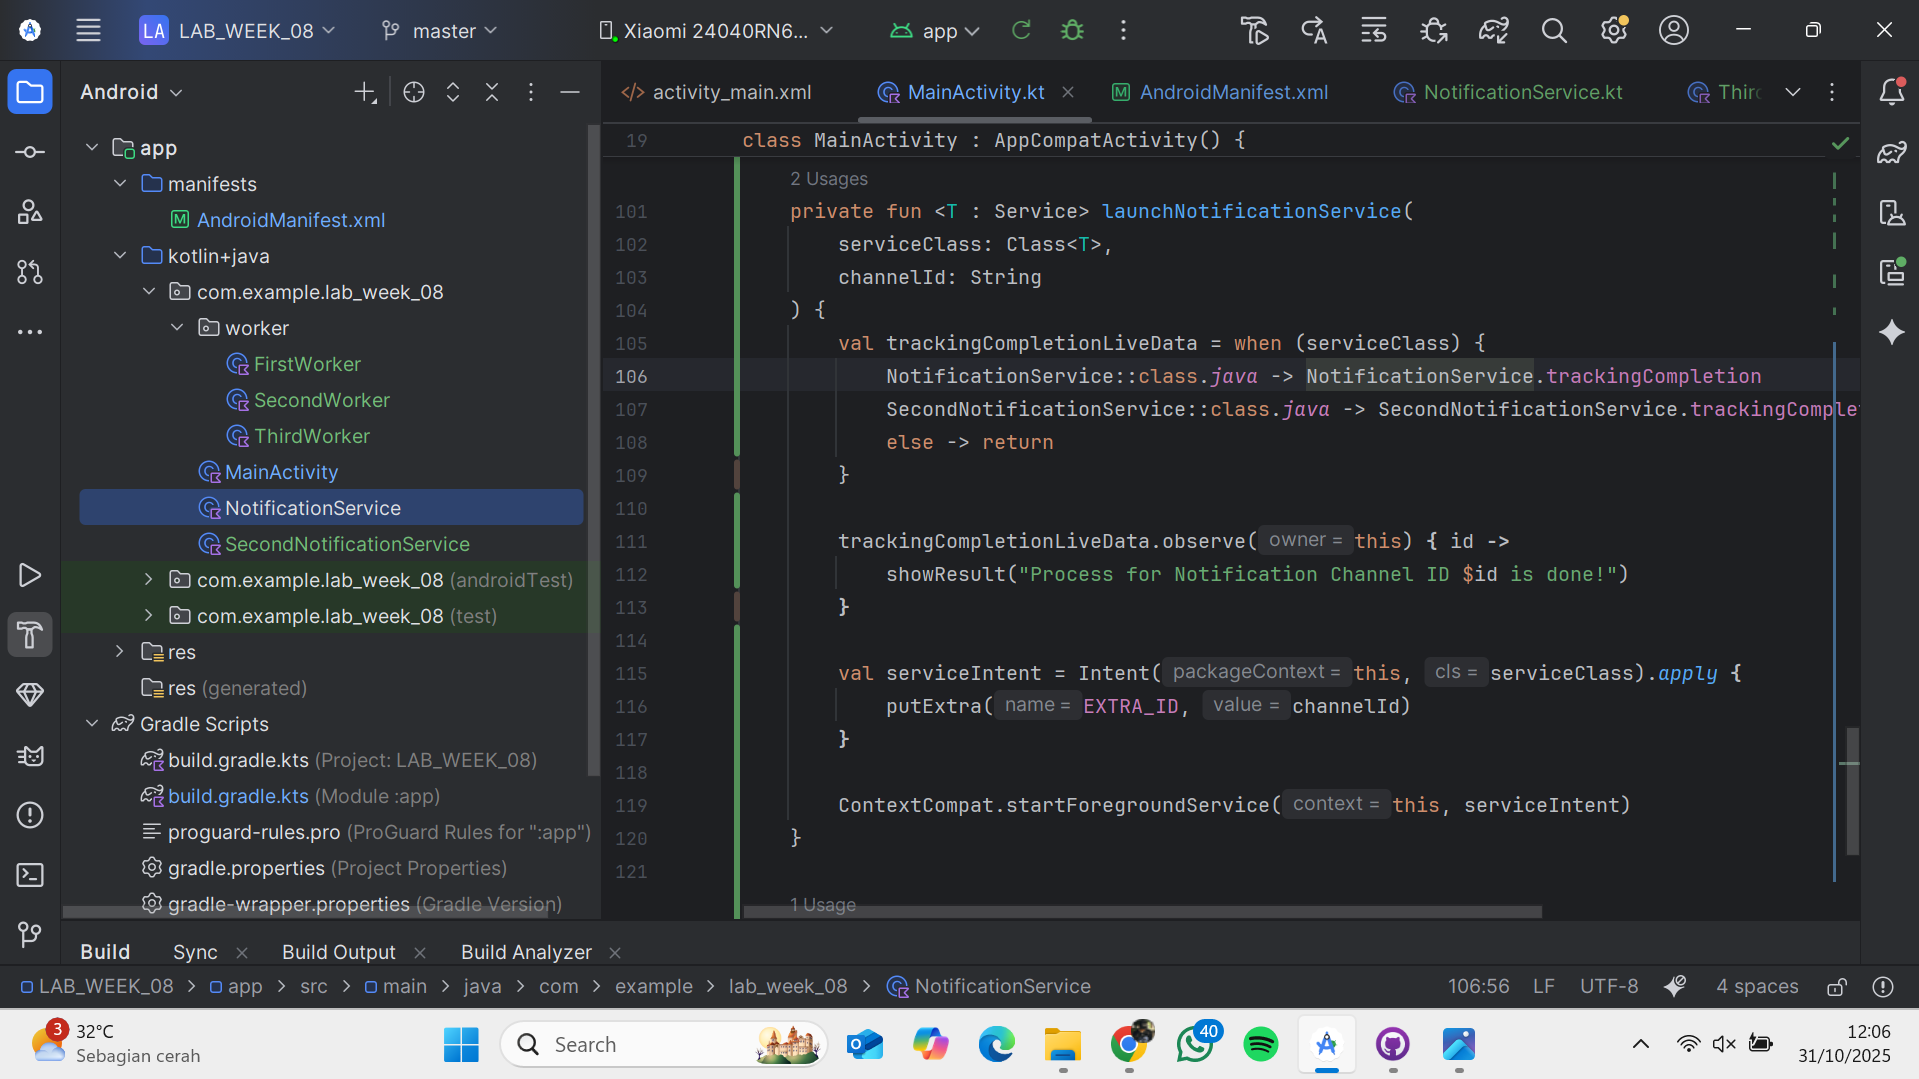 LA LAB_WEEK_08 master Xiaomi 24040RN6... app
Android
activity_main.xml MainActivity.kt AndroidManifest.xml NotificationService.kt Thir
app
manifests
AndroidManifest.xml
kotlin+java
com.example.lab_week_08
worker
FirstWorker
SecondWorker
ThirdWorker
MainActivity
NotificationService
SecondNotificationService
com.example.lab_week_08 (androidTest)
com.example.lab_week_08 (test)
res
res (generated)
Gradle Scripts
build.gradle.kts (Project: LAB_WEEK_08)
build.gradle.kts (Module :app)
proguard-rules.pro (ProGuard Rules for ":app")
gradle.properties (Project Properties)
gradle-wrapper.properties (Gradle Version)
19 class MainActivity : AppCompatActivity() {
2 Usages
101 private fun <T : Service> launchNotificationService(
102 serviceClass: Class<T>,
103 channelId: String
104 ) {
105 val trackingCompletionLiveData = when (serviceClass) {
106 NotificationService::class.java -> NotificationService.trackingCompletion
107 SecondNotificationService::class.java -> SecondNotificationService.trackingComple
108 else -> return
109 }
110
111 trackingCompletionLiveData.observe( owner = this) { id ->
112 showResult("Process for Notification Channel ID $id is done!")
113 }
114
115 val serviceIntent = Intent( packageContext = this, cls = serviceClass).apply {
116 putExtra( name = EXTRA_ID, value = channelId)
117 }
118
119 ContextCompat.startForegroundService( context = this, serviceIntent)
120 }
121
1 Usage
Build Sync Build Output Build Analyzer
LAB_WEEK_08 > app > src > main > java > com > example > lab_week_08 > NotificationService 106:56 LF UTF-8 4 spaces
3 32°C
Sebagian cerah
Search
40
12:06
31/10/2025